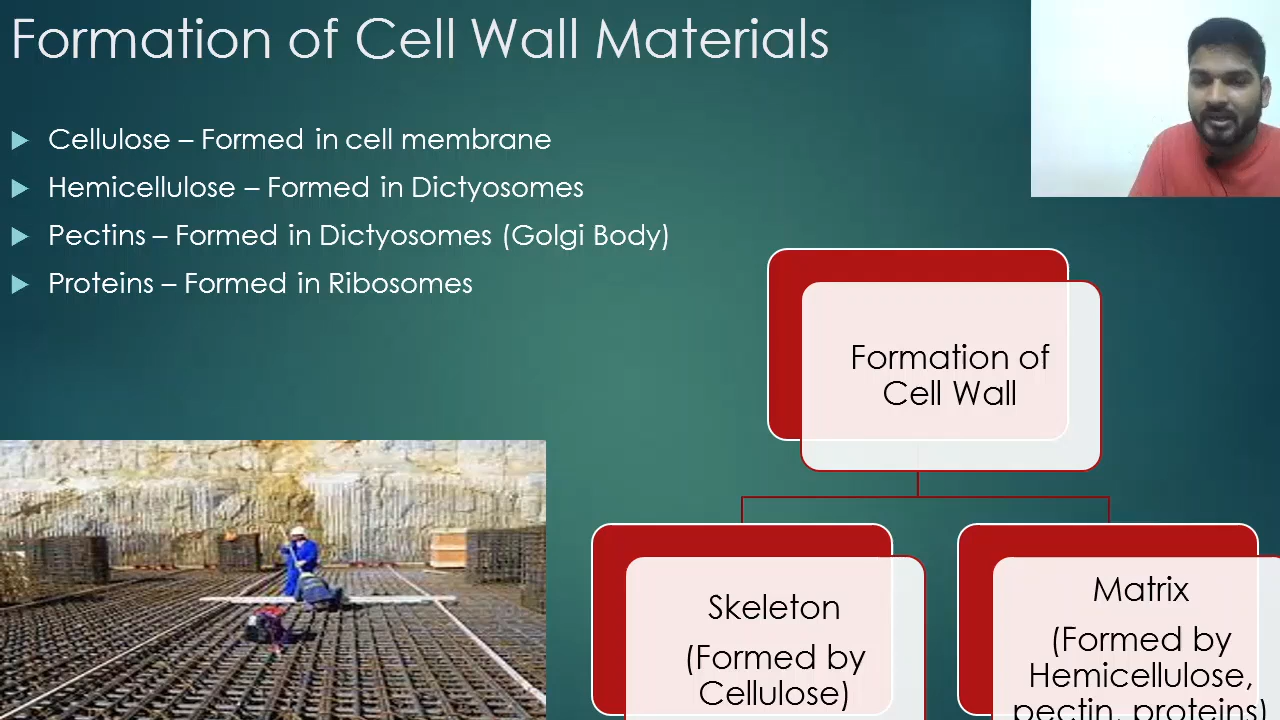 Formation of Cell Wall Materials
Cellulose – Formed in cell membrane
Hemicellulose – Formed in Dictyosomes
Pectins – Formed in Dictyosomes (Golgi Body)
Proteins – Formed in Ribosomes
Formation of
Cell Wall
Skeleton
(Formed by
Cellulose)
Matrix
(Formed by
Hemicellulose,
pectin, proteins)